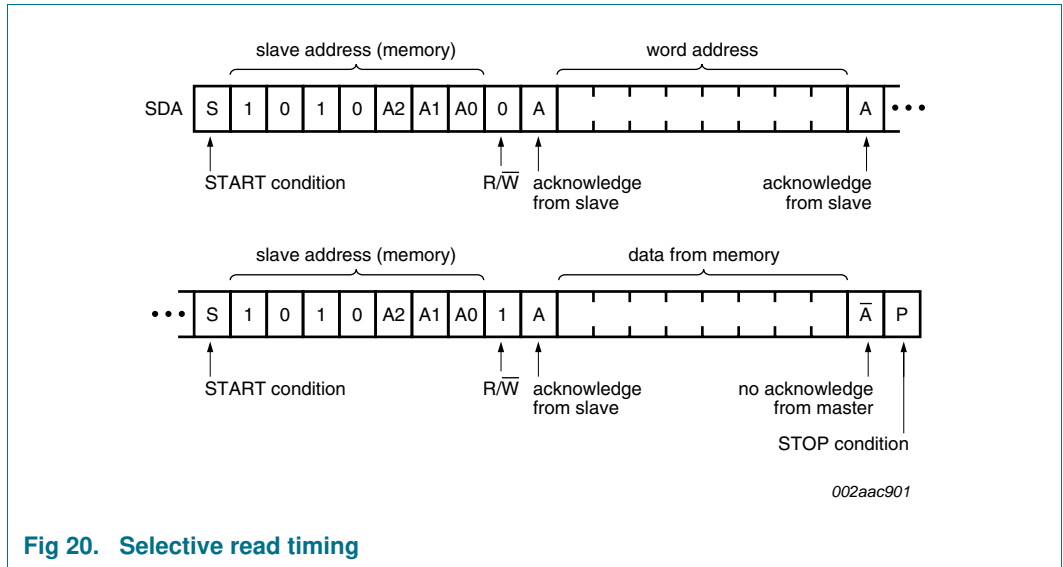 slave address (memory) word address
SDA S 1 0 1 0 A2 A1 A0 0 A A •••
START condition R/W̅ acknowledge from slave acknowledge from slave
slave address (memory) data from memory
••• S 1 0 1 0 A2 A1 A0 1 A A̅ P
START condition R/W̅ acknowledge from slave no acknowledge from master
STOP condition
002aac901
Fig 20. Selective read timing